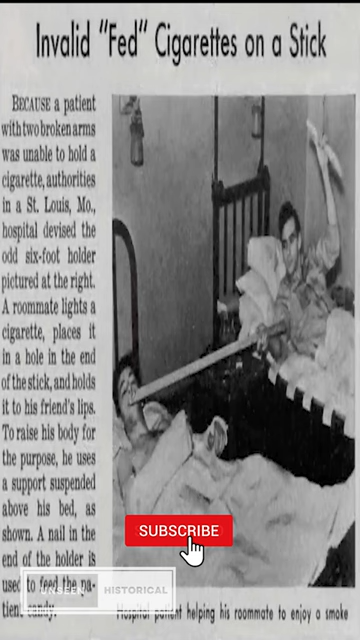 Invalid "Fed" Cigarettes on a Stick
BECAUSE a patient
with two broken arms
was unable to hold a
cigarette, authorities
in a St. Louis, Mo.,
hospital devised the
odd six-foot holder
pictured at the right.
A roommate lights a
cigarette, places it
in a hole in the end
of the stick, and holds
it to his friend's lips.
To raise his body for
the purpose, he uses
a support suspended
above his bed, as
shown. A nail in the
end of the holder is
used to feed the pa-
tient candy.
Hospital patient helping his roommate to enjoy a smoke
SUBSCRIBE
UNSEEN HISTORICAL